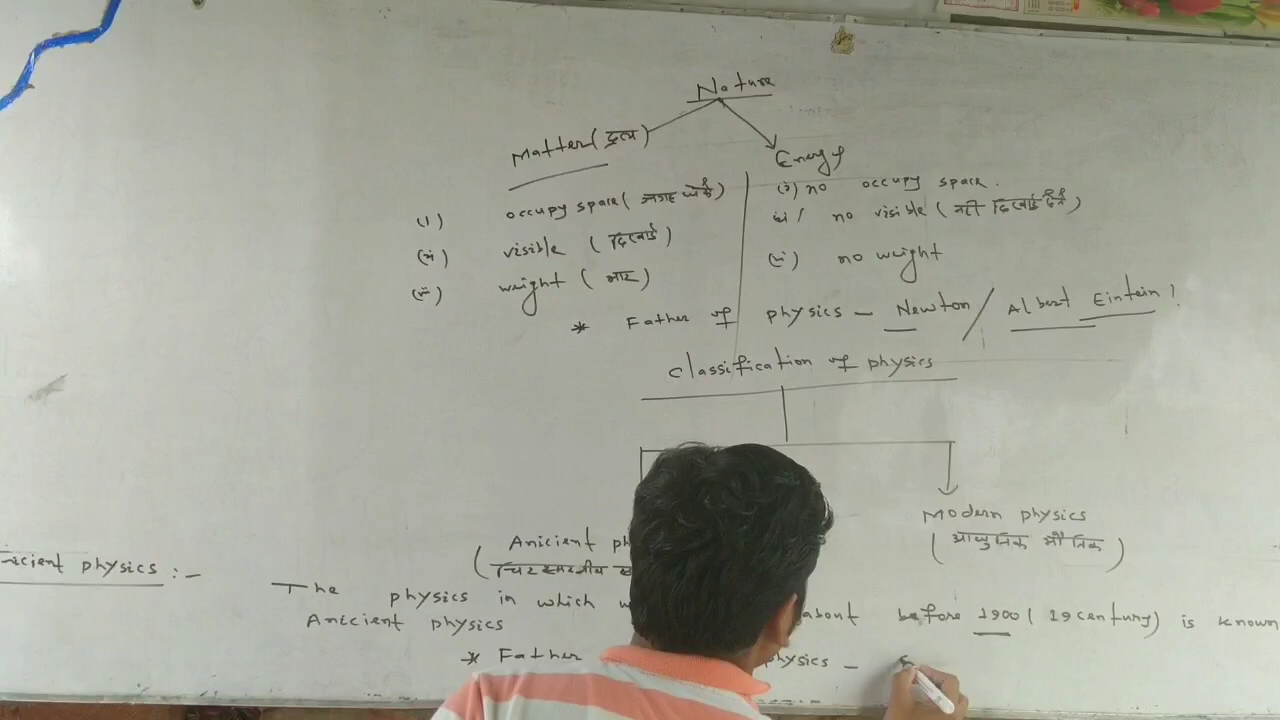 Nature
Matter (द्रव्य)
Energy
(i) occupy space ( जगह घेरे )
(i) no occupy space.
(ii) visible ( दिखाई )
(ii) no visible ( नहीं दिखाई देते )
(iii) weight ( भार )
(iii) no weight
* Father of physics - Newton / Albert Eintein !
Classification of physics
Anicient ph
Modern physics
( आधुनिक भौतिक )
nicient physics :-
The physics in which about before 1900 ( 19 century) is known
Anicient physics
* Father physics -